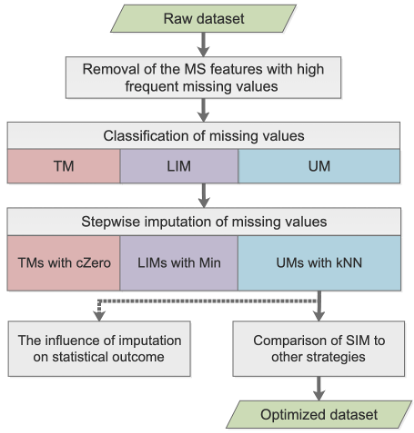 Raw dataset
Removal of the MS features with high
frequent missing values
Classification of missing values
TM
LIM
UM
Stepwise imputation of missing values
TMs with cZero
LIMs with Min
UMs with kNN
The influence of imputation
on statistical outcome
Comparison of SIM to
other strategies
Optimized dataset